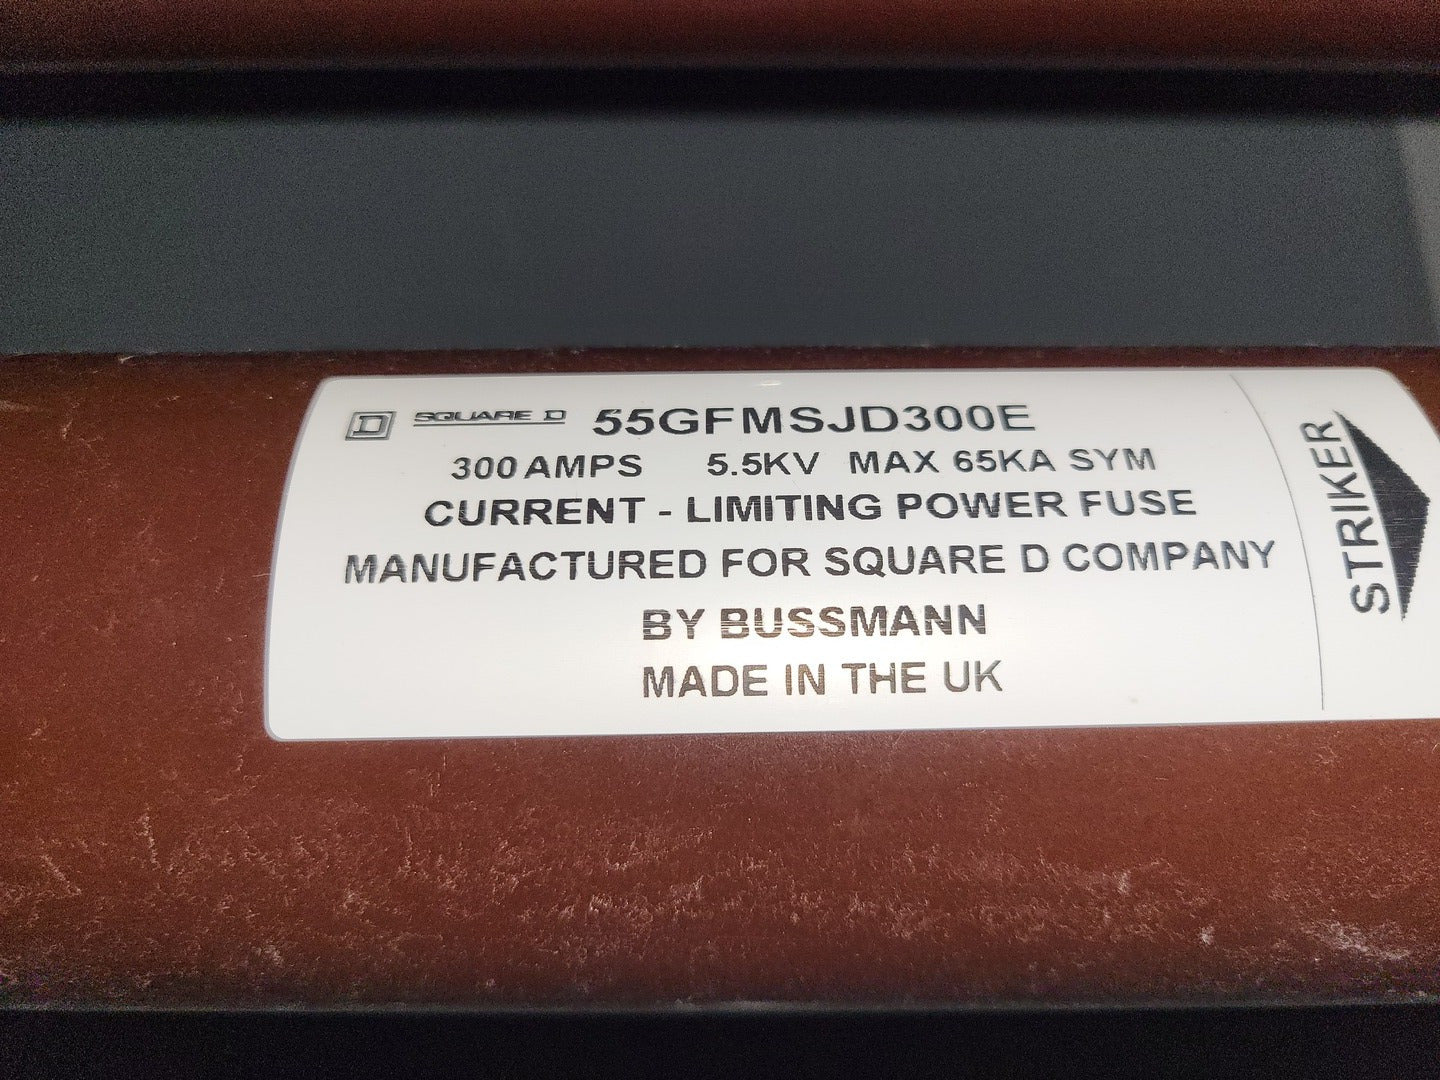 D SQUARE D 55GFMSJD300E
300 AMPS 5.5KV MAX 65KA SYM
CURRENT - LIMITING POWER FUSE
MANUFACTURED FOR SQUARE D COMPANY
BY BUSSMANN
MADE IN THE UK
STRIKER